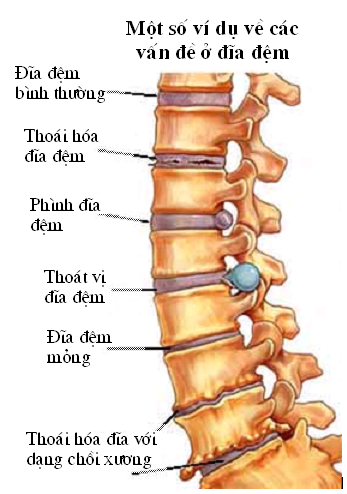 Một số ví dụ về các
vấn đề ở đĩa đệm
Đĩa đệm
bình thường
Thoái hóa
đĩa đệm
Phình đĩa
đệm
Thoát vị
đĩa đệm
Đĩa đệm
mỏng
Thoái hóa đĩa với
dạng chồi xương